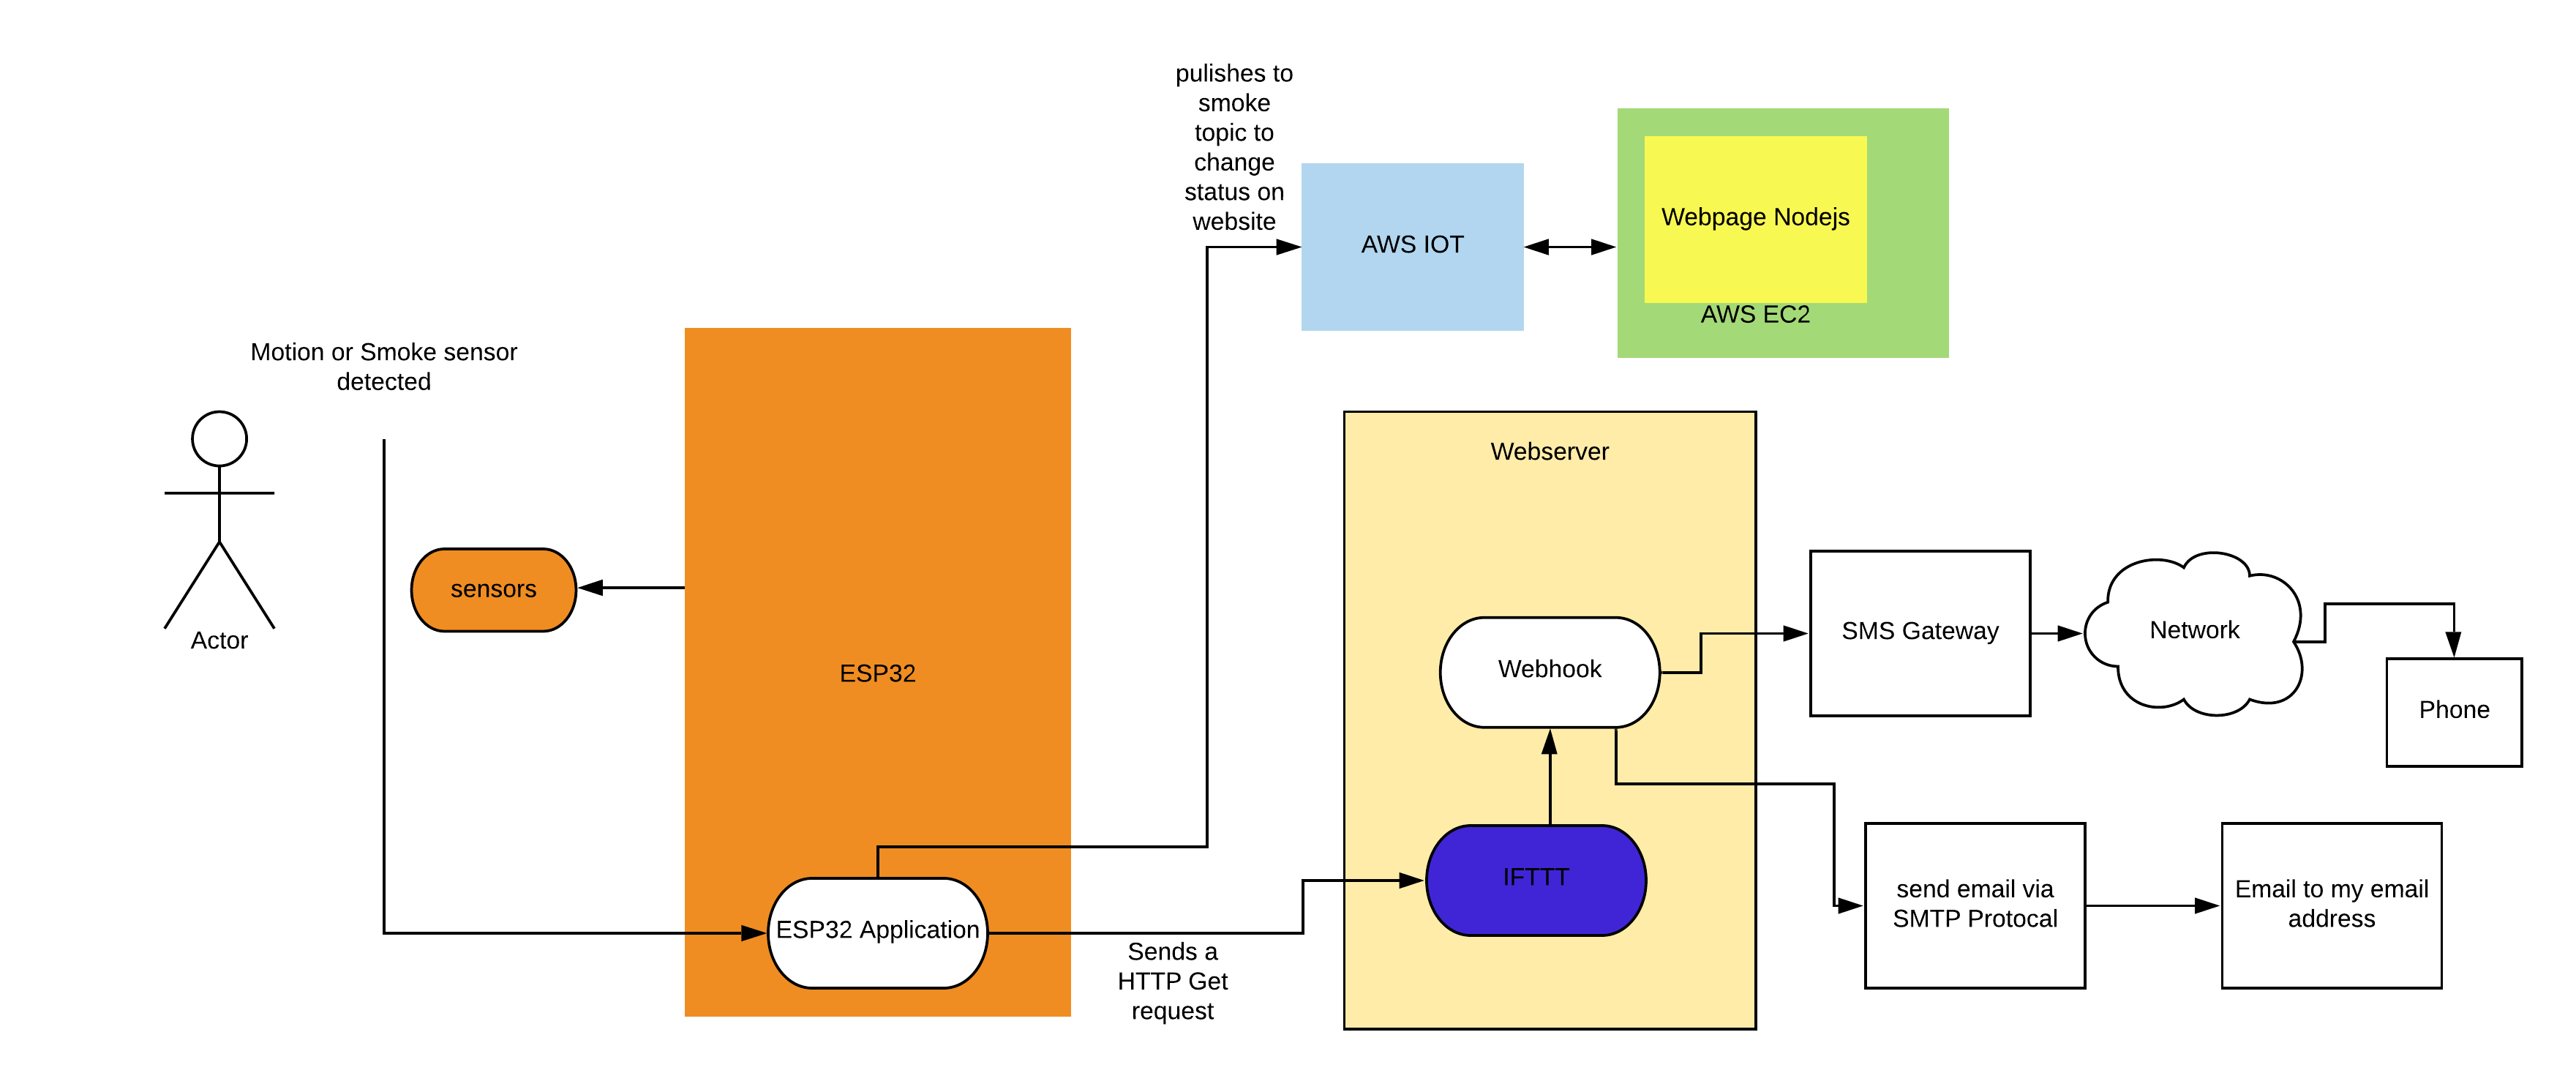 pulishes to
smoke
topic to
change
status on
website
AWS IOT
Webpage Nodejs
AWS EC2
Motion or Smoke sensor
detected
Actor
sensors
ESP32
ESP32 Application
Sends a
HTTP Get
request
Webserver
Webhook
IFTTT
SMS Gateway
Network
Phone
send email via
SMTP Protocal
Email to my email
address